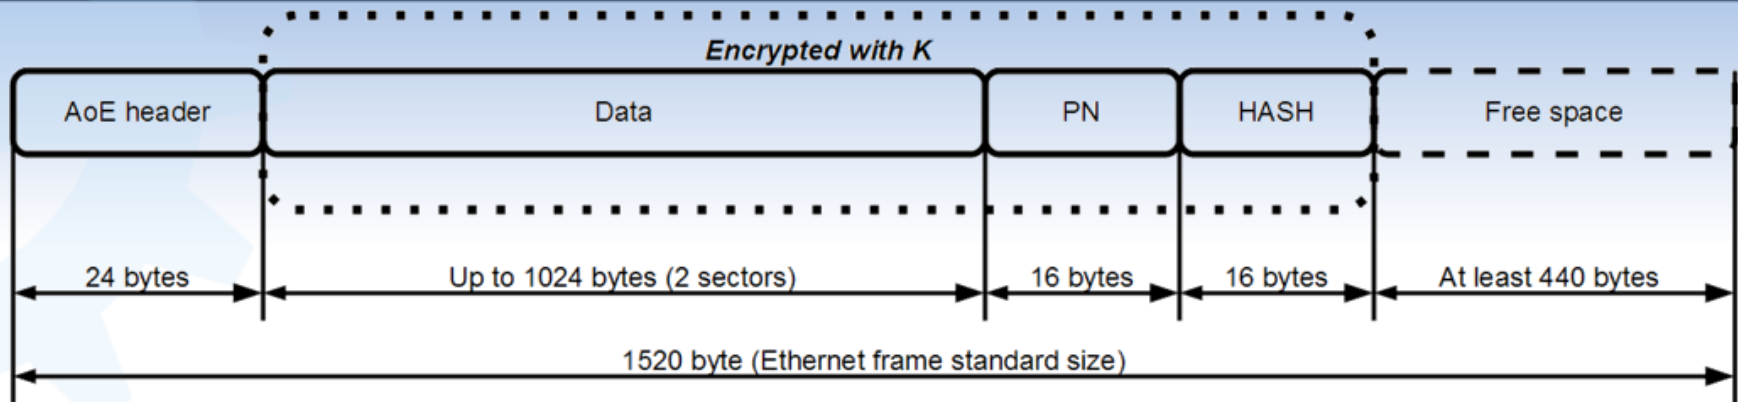 Encrypted with K
AoE header
Data
PN
HASH
Free space
24 bytes
Up to 1024 bytes (2 sectors)
16 bytes
16 bytes
At least 440 bytes
1520 byte (Ethernet frame standard size)